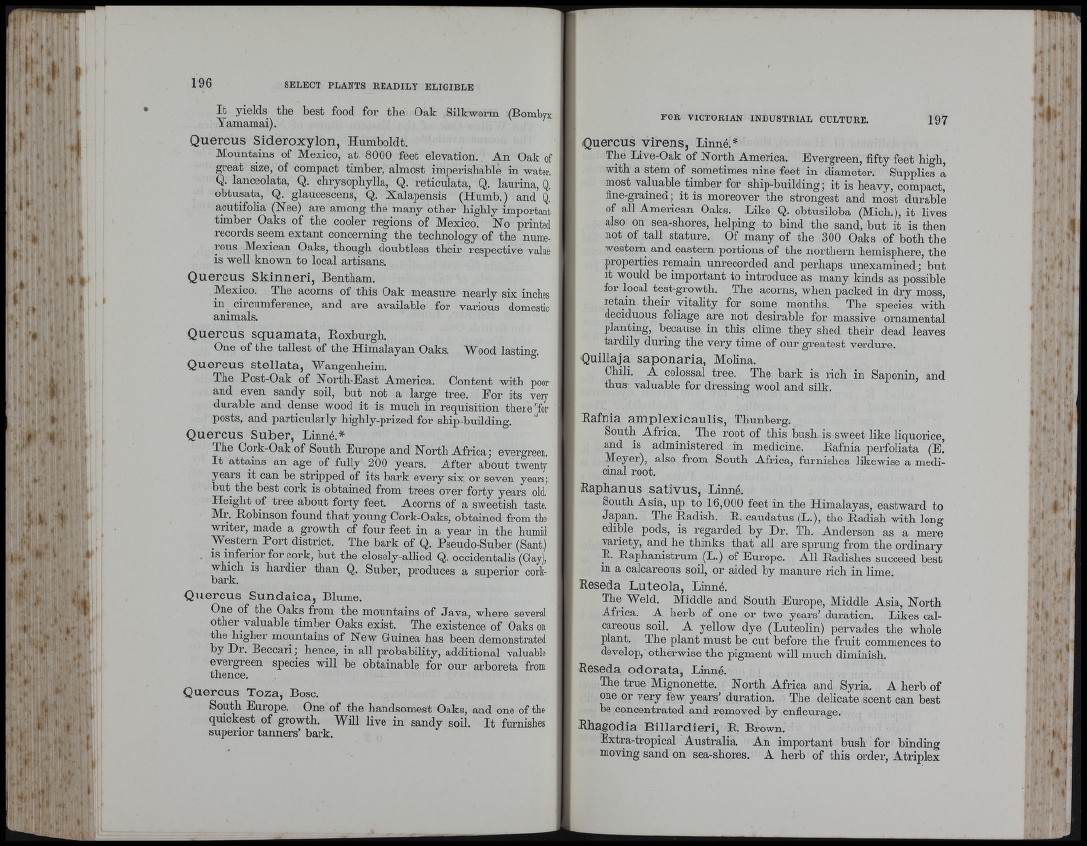 196 SELECT PLANTS READILY ELIGIBLE
It yields the best food for the Oak Silkworm (Bombyx
Yamamai).
Quercus Sideroxylon, Humboldt.
Mountains of Mexico, at 8000 feet elevation. An Oak of
great size, of compact timber, almost imperishable in water.
Q. lanceolata, Q. chrysophylla, Q. reticulata, Q. laurina, Q.
obtusata, Q. glaucescens, Q. Xalapensis (Humb.) and Q.
acutifolia (Nee) are among the many other highly important
timber Oaks of the cooler regions of Mexico. No printed
records seem extant concerning the technology of the nume-
rous Mexican Oaks, though doubtless their respective value
is well known to local artisans.
Quercus Skinneri, Bentham.
Mexico. The acorns of this Oak measure nearly six inches
in circumference, and are available for various domestic
animals.
Quercus squamata, Roxburgh.
One of the tallest of the Himalayan Oaks. Wood lasting.
Quercus stellata, Wangenheim.
The Post-Oak of North-East America. Content with poor
and even sandy soil, but not a large tree. For its very
durable and dense wood it is much in requisition there for
posts, and particularly highly-prized for ship-building.
Quercus Suber, Linné.*
The Cork-Oak of South Europe and North Africa; evergreen.
It attains an age of fully 200 years. After about twenty
years it can be stripped of its bark every six or seven years;
but the best cork is obtained from trees over forty years old.
Height of tree about forty feet. Acorns of a sweetish taste.
Mr. Robinson found that young Cork-Oaks, obtained from the
writer, made a growth of four feet in a year in the humid
Western Port district. The bark of Q. Pseudo-Suber (Sant.)
is inferior for cork, but the closely-allied Q. occidentalis (Gay),
which is hardier than Q. Suber, produces a superior cork-
bark.
Quercus Sundaica, Blume.
One of the Oaks from the mountains of Java, where several
other valuable timber Oaks exist. The existence of Oaks on
the higher mountains of New Guinea has been demonstrated
by Dr. Beccari; hence, in all probability, additional valuable
evergreen species will be obtainable for our arboreta from
thence.
Quercus Toza, Bosc.
South Europe. One of the handsomest Oaks, and one of the
quickest of growth. Will live in sandy soil. It furnishes
superior tanners' bark.
FOR VICTORIAN INDUSTRIAL CULTURE. 197
Quercus virens, Linné.*
The Live-Oak of North America. Evergreen, fifty feet high,
with a stem of sometimes nine feet in diameter. Supplies a
most valuable timber for ship-building; it is heavy, compact,
fine-grained; it is moreover the strongest and most durable
of all American Oaks. Like Q. obtusiloba (Mich.), it lives
also on sea-shores, helping to bind the sand, but it is then
not of tall stature. Of many of the 300 Oaks of both the
western and eastern portions of the northern hemisphere, the
properties remain unrecorded and perhaps unexamined; but
it would be important to introduce as many kinds as possible
for local test-growth. The acorns, when packed in dry moss,
retain their vitality for some months. The species with
deciduous foliage are not desirable for massive ornamental
planting, because in this clime they shed their dead leaves
tardily during the very time of our greatest verdure.
Quillaja saponaria, Molina.
Chili. A colossal tree. The bark is rich in Saponin, and
thus valuable for dressing wool and silk.
Rafnia amplexicaulis, Thunberg.
South Africa. The root of this bush is sweet like liquorice,
and is administered in medicine. Rafnia perfoliata (E.
Meyer), also from South Africa, furnishes likewise a medi-
cinal root.
Raphanus sativus, Linné.
South Asia, up to 16,000 feet in the Himalayas, eastward to
Japan. The Radish. R. caudatus (L.), the Radish with long
edible pods, is regarded by Dr. Th. Anderson as a mere
variety, and he thinks that all are sprung from the ordinary
R. Raphanistrum (L.) of Europe. All Radishes succeed best
in a calcareous soil, or aided by manure rich in lime.
Reseda Luteola, Linné.
The Weld. Middle and South Europe, Middle Asia, North
Africa. A herb of one or two years' duration. Likes cal-
careous soil. A yellow dye (Luteolin) pervades the whole
plant. The plant must be cut before the fruit commences to
develop, otherwise the pigment will much diminish.
Reseda odorata, Linné.
The true Mignonette. North Africa and Syria. A herb of
one or very few years' duration. The delicate scent can best
be concentrated and removed by enfleurage.
Rhagodia Billardieri, R. Brown.
Extra-tropical Australia. An important bush for binding
moving sand on sea-shores. A herb of this order, Atriplex